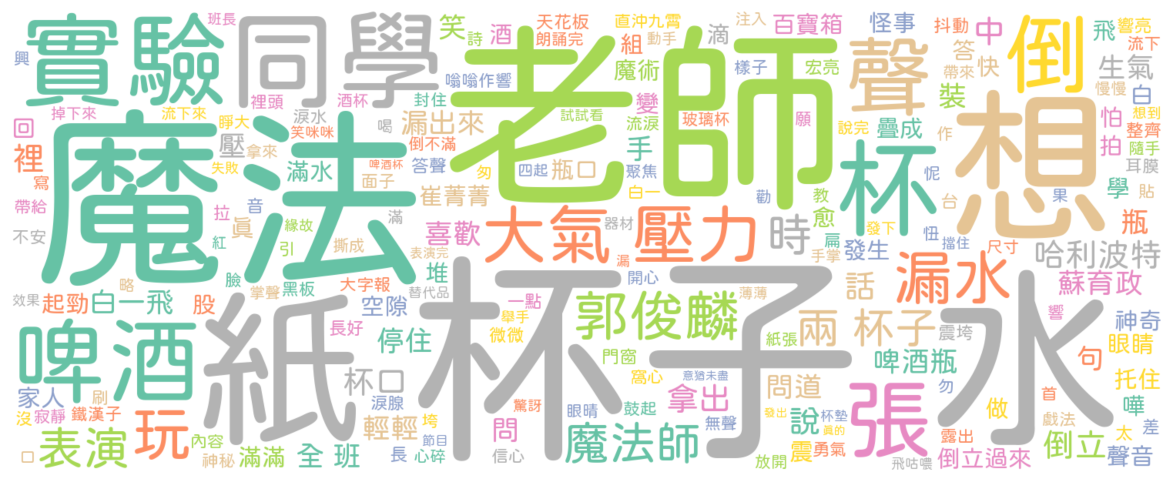 實驗 同學 笑 詩 班長 酒 天花板 朗誦完 直沖九霄 動手 組 滴 注入 百寶箱 怪事 抖動 中 飛 響亮
興 老師 聲 倒
嗡嗡作響 魔術 樣子 宏亮 答 帶來 快 生氣 流下 慢慢
掉下來 流下來 裡頭 酒杯 封住 變 試試看 玻璃杯 願 裝 白 想到
回 睜大 淚水 笑咪咪 喝 漏出來 倒不滿 流淚 說完 疊成 作 怕 整齊
魔法 想 杯
裡 失敗 拿來 壓 滿水 啤酒杯 答聲 匆 四起 瓶口 手 聚焦 拍 隨手 耳膜
寫 面子 崔菁菁 白一 勸 教 怩 果 學 貼
帶給 拉 音 滿 喜歡 大氣 壓力 器材 時 愈 台 瓶
不安 真 緣故 引 紅 撕成 表演完 漏 扁 發生 發下 忸 擋住 尺寸 哈利波特
效果 略 臉 掌聲 黑板 大字報 堆 替代品 開心 薄薄 手掌 話 漏水 蘇育政
起勁 白一飛 股 空隙 一點 舉手 郭俊麟 紙張 兩 杯子 震垮 響 神奇
啤酒 紙 杯子 水
刷 長好 停住 微微 門窗 窩心 意猶未盡 問道 啤酒瓶 句 眼睛
家人 杯口 驚訝 拿出 張 勿 托住
沒 寂靜 鐵漢子 淚腺 垮 眼睛 鼓起 無聲 說 杯墊 真的 做 首 戲法 嘩 差
表演 玩 內容 輕輕 節目 問 魔法師 發出 震 勇氣 露出 太 倒立
口 神秘 滿滿 全班 長 心碎 信心 放開 飛咕噥 倒立過來 聲音